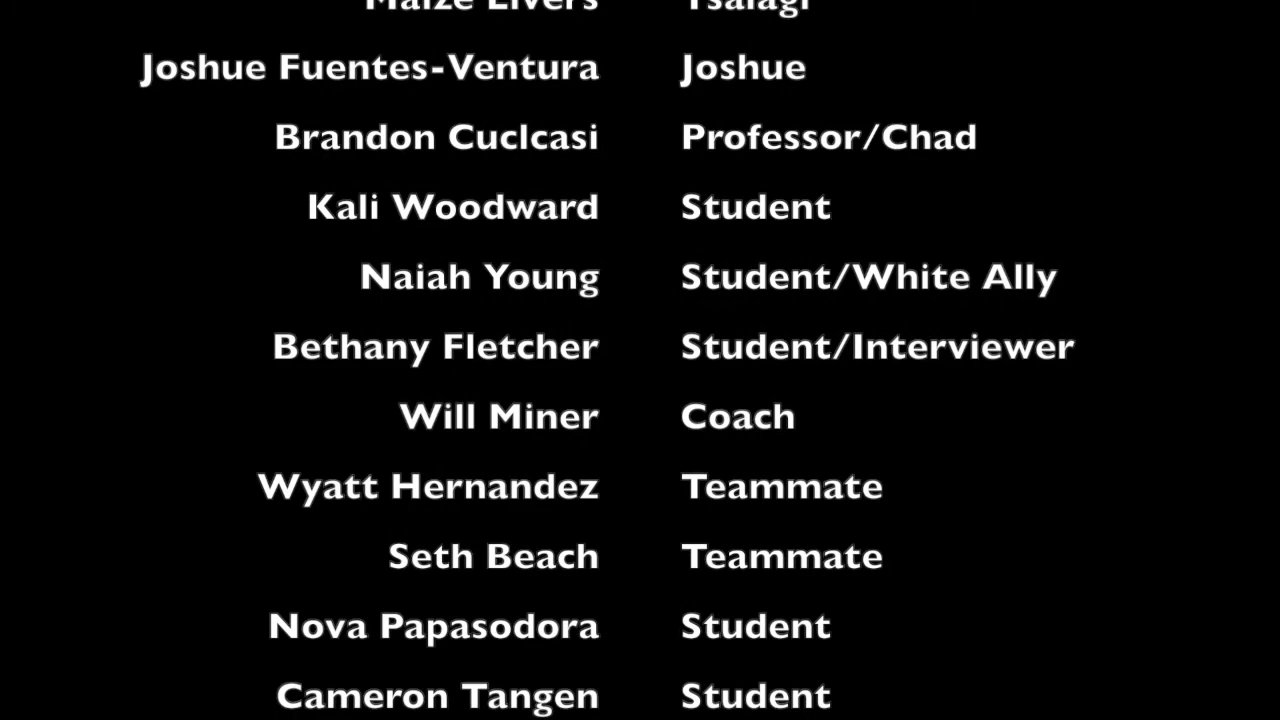 Joshue Fuentes-Ventura Joshue
Brandon Cuclcasi Professor/Chad
Kali Woodward Student
Naiah Young Student/White Ally
Bethany Fletcher Student/Interviewer
Will Miner Coach
Wyatt Hernandez Teammate
Seth Beach Teammate
Nova Papasodora Student
Cameron Tangen Student